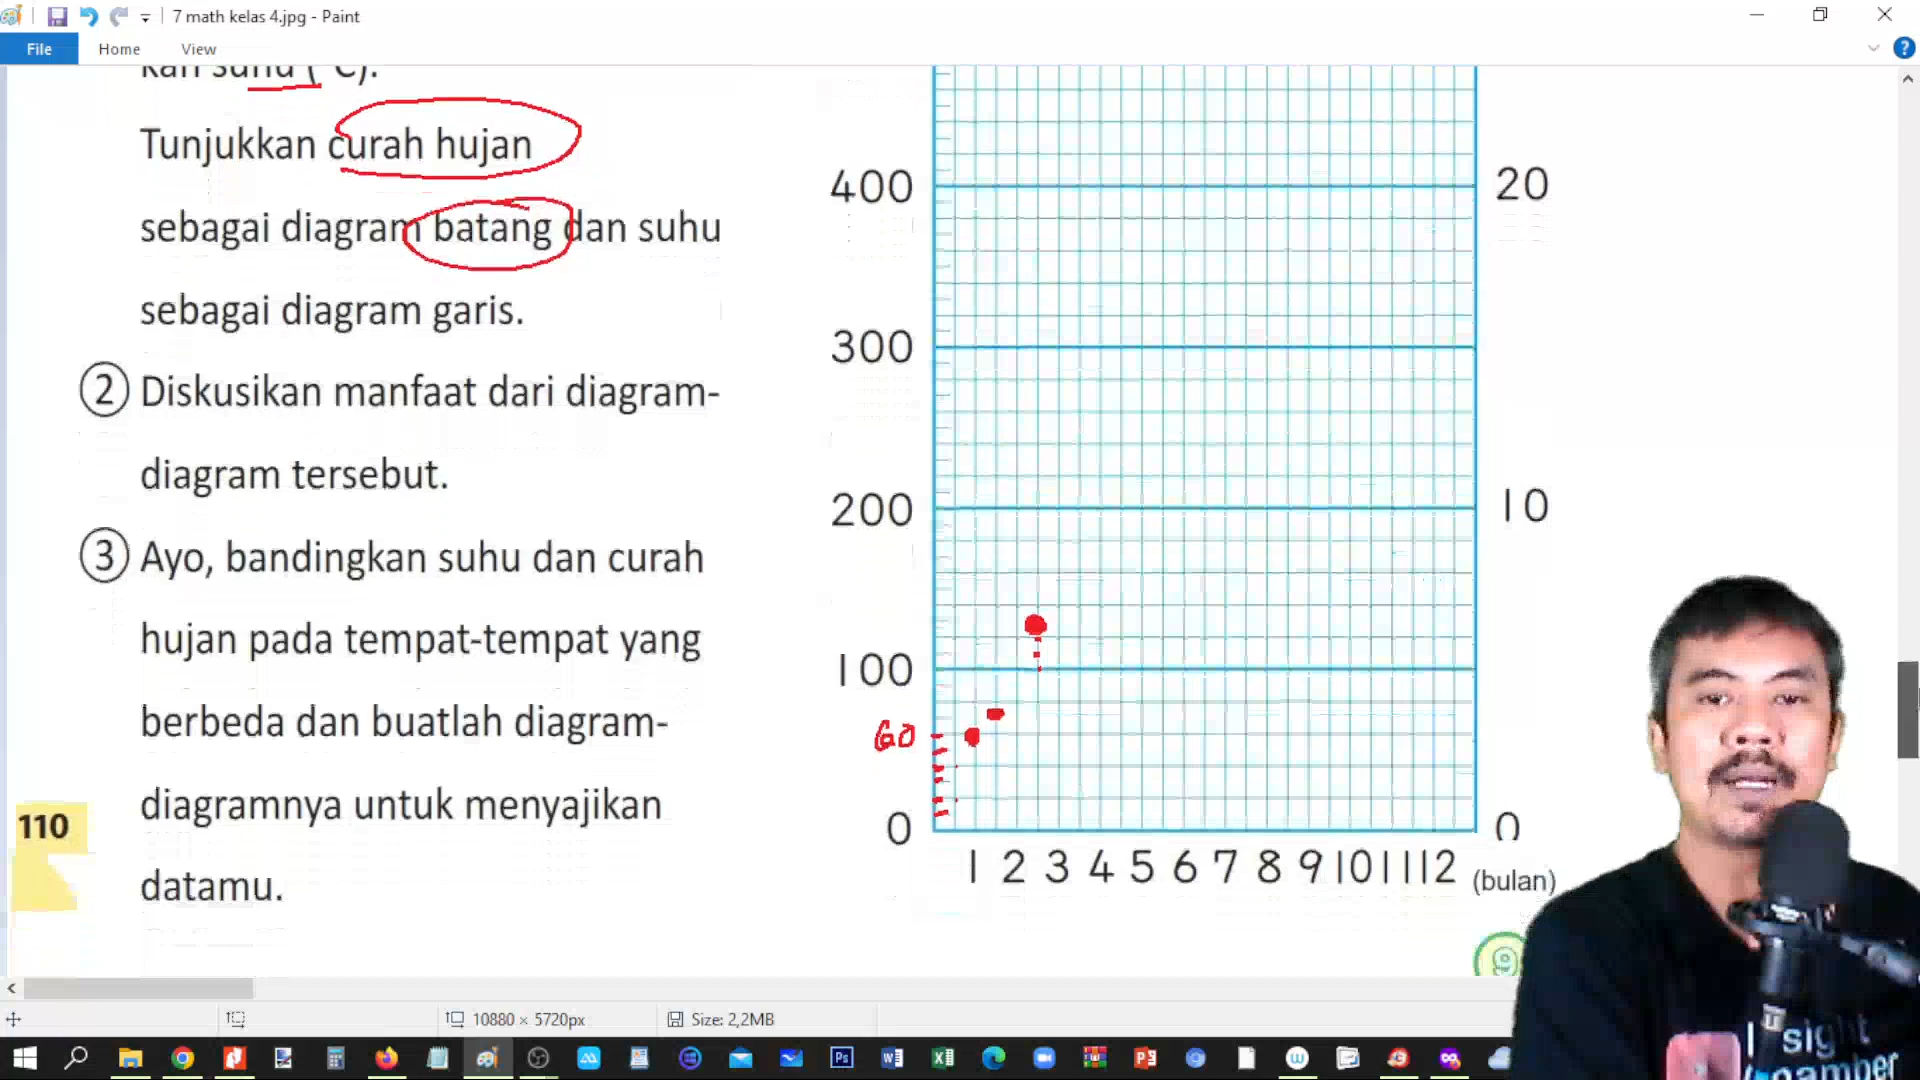 7 math kelas 4.jpg - Paint
File Home View
kan suhu (°C).
Tunjukkan curah hujan
sebagai diagram batang dan suhu
sebagai diagram garis.
2 Diskusikan manfaat dari diagram-
diagram tersebut.
3 Ayo, bandingkan suhu dan curah
hujan pada tempat-tempat yang
berbeda dan buatlah diagram-
diagramnya untuk menyajikan
datamu.
110
400 20
300
200 10
100
60
0 0
1 2 3 4 5 6 7 8 9 10 11 12 (bulan)
9
10880 × 5720px Size: 2,2MB